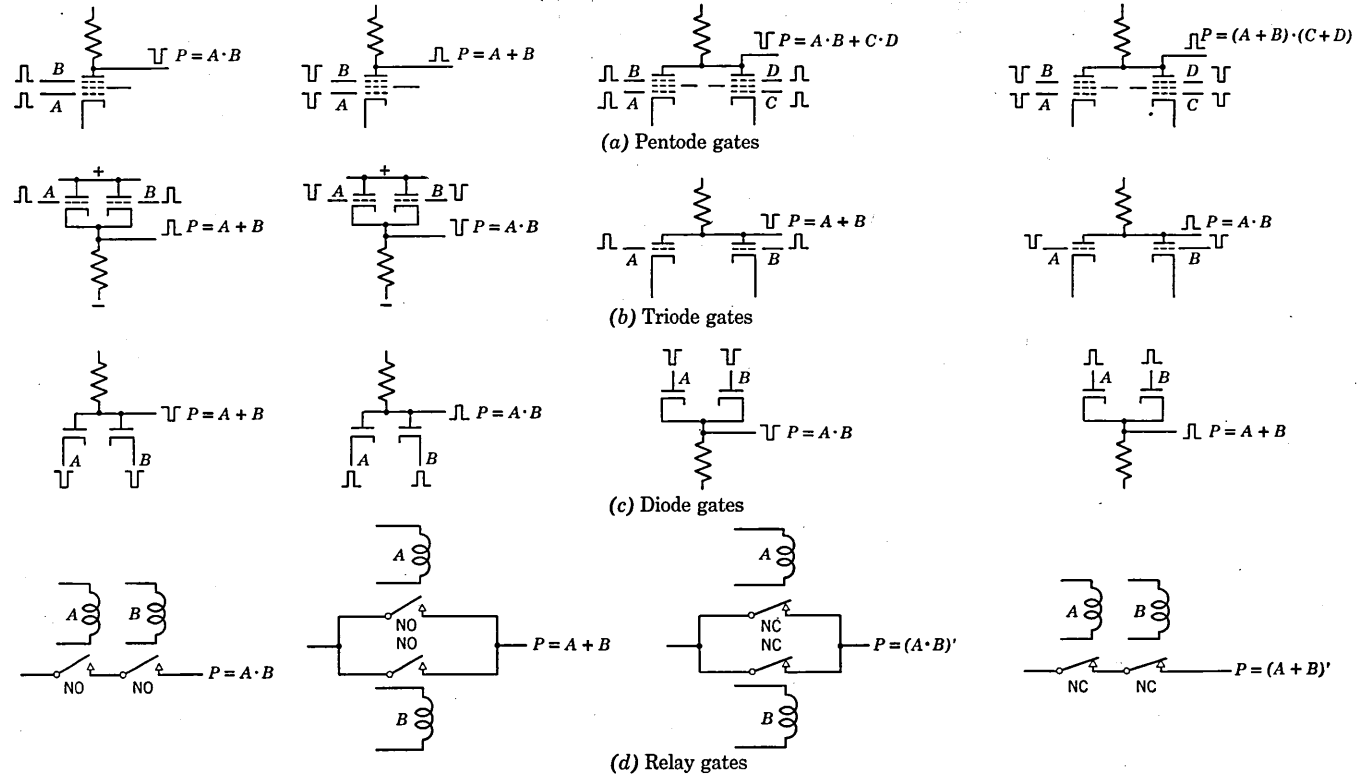 P = A · B
B
A
P = A + B
B
A
P = A · B + C · D
B
A
D
C
P = (A + B) · (C + D)
B
A
D
C
(a) Pentode gates
+
A
B
P = A + B
–
+
A
B
P = A · B
–
P = A + B
A
B
P = A · B
A
B
(b) Triode gates
P = A + B
A
B
P = A · B
A
B
A
B
P = A · B
A
B
P = A + B
(c) Diode gates
A
B
NO
NO
P = A · B
A
NO
NO
P = A + B
B
A
NC
NC
P = (A · B)'
B
A
B
NC
NC
P = (A + B)'
(d) Relay gates